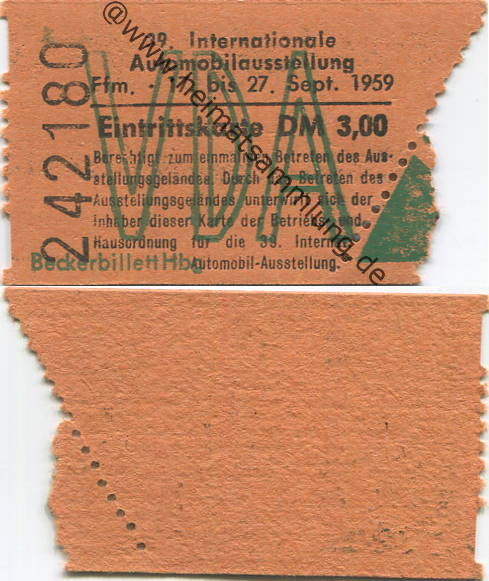 242180
VDA
39. Internationale
Automobilausstellung
Ffm. - 17. bis 27. Sept. 1959
Eintrittskarte DM 3,00
Berechtigt zum einmaligen Betreten des Aus-
stellungsgeländes. Durch das Betreten des
Ausstellungsgeländes unterwirft sich der
Inhaber dieser Karte der Betriebs- und
Hausordnung für die 39. Intern.
Automobil-Ausstellung.
Beckerbillett Hbg
@www.heimatsammlung.de